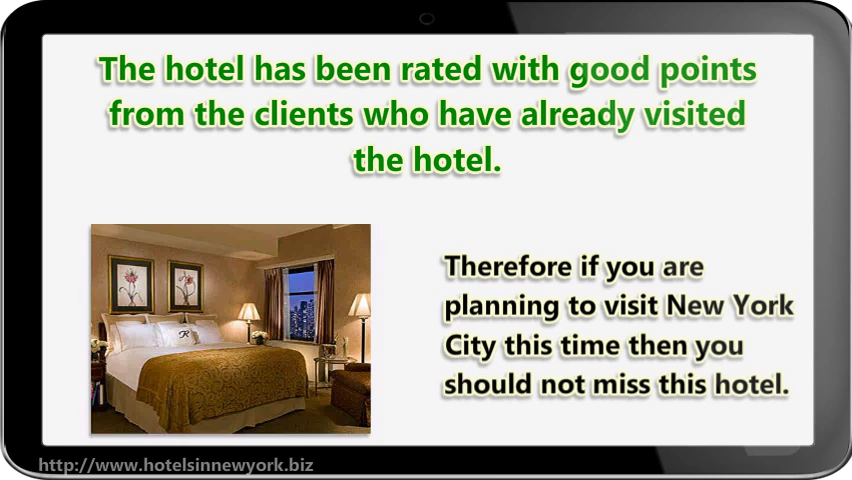 The hotel has been rated with good points
from the clients who have already visited
the hotel.
Therefore if you are
planning to visit New York
City this time then you
should not miss this hotel.
http://www.hotelsinnewyork.biz